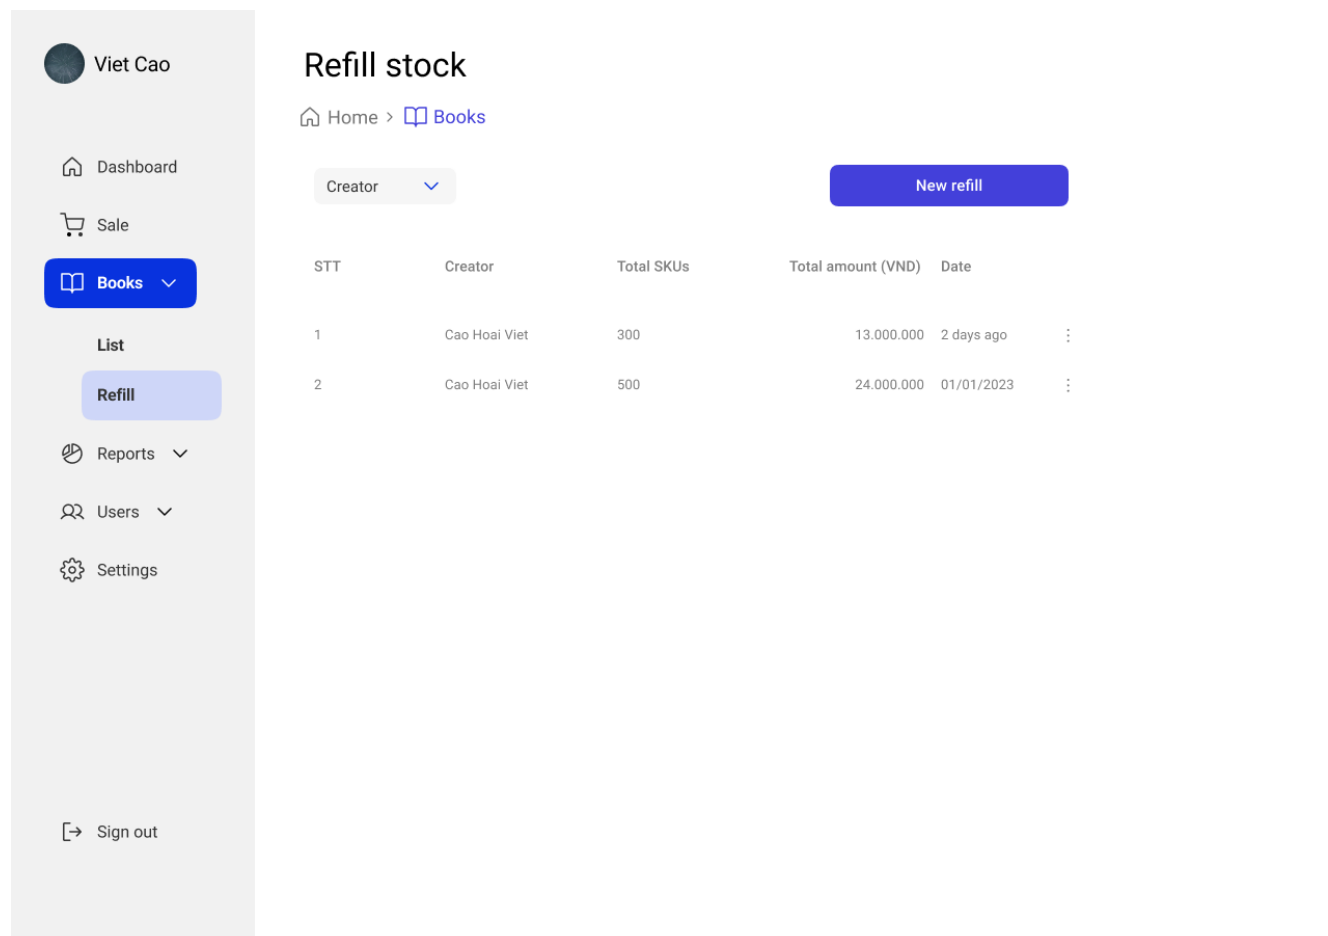 Viet Cao
Dashboard
Sale
Books
List
Refill
Reports
Users
Settings
Sign out
Refill stock
Home > Books
Creator
New refill
STT Creator Total SKUs Total amount (VND) Date
1 Cao Hoai Viet 300 13.000.000 2 days ago
2 Cao Hoai Viet 500 24.000.000 01/01/2023